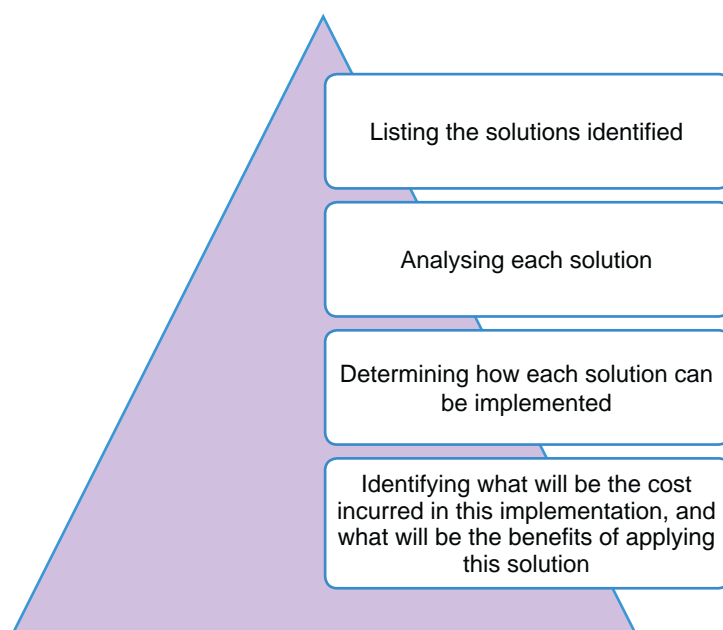 Listing the solutions identified
Analysing each solution
Determining how each solution can
be implemented
Identifying what will be the cost
incurred in this implementation, and
what will be the benefits of applying
this solution